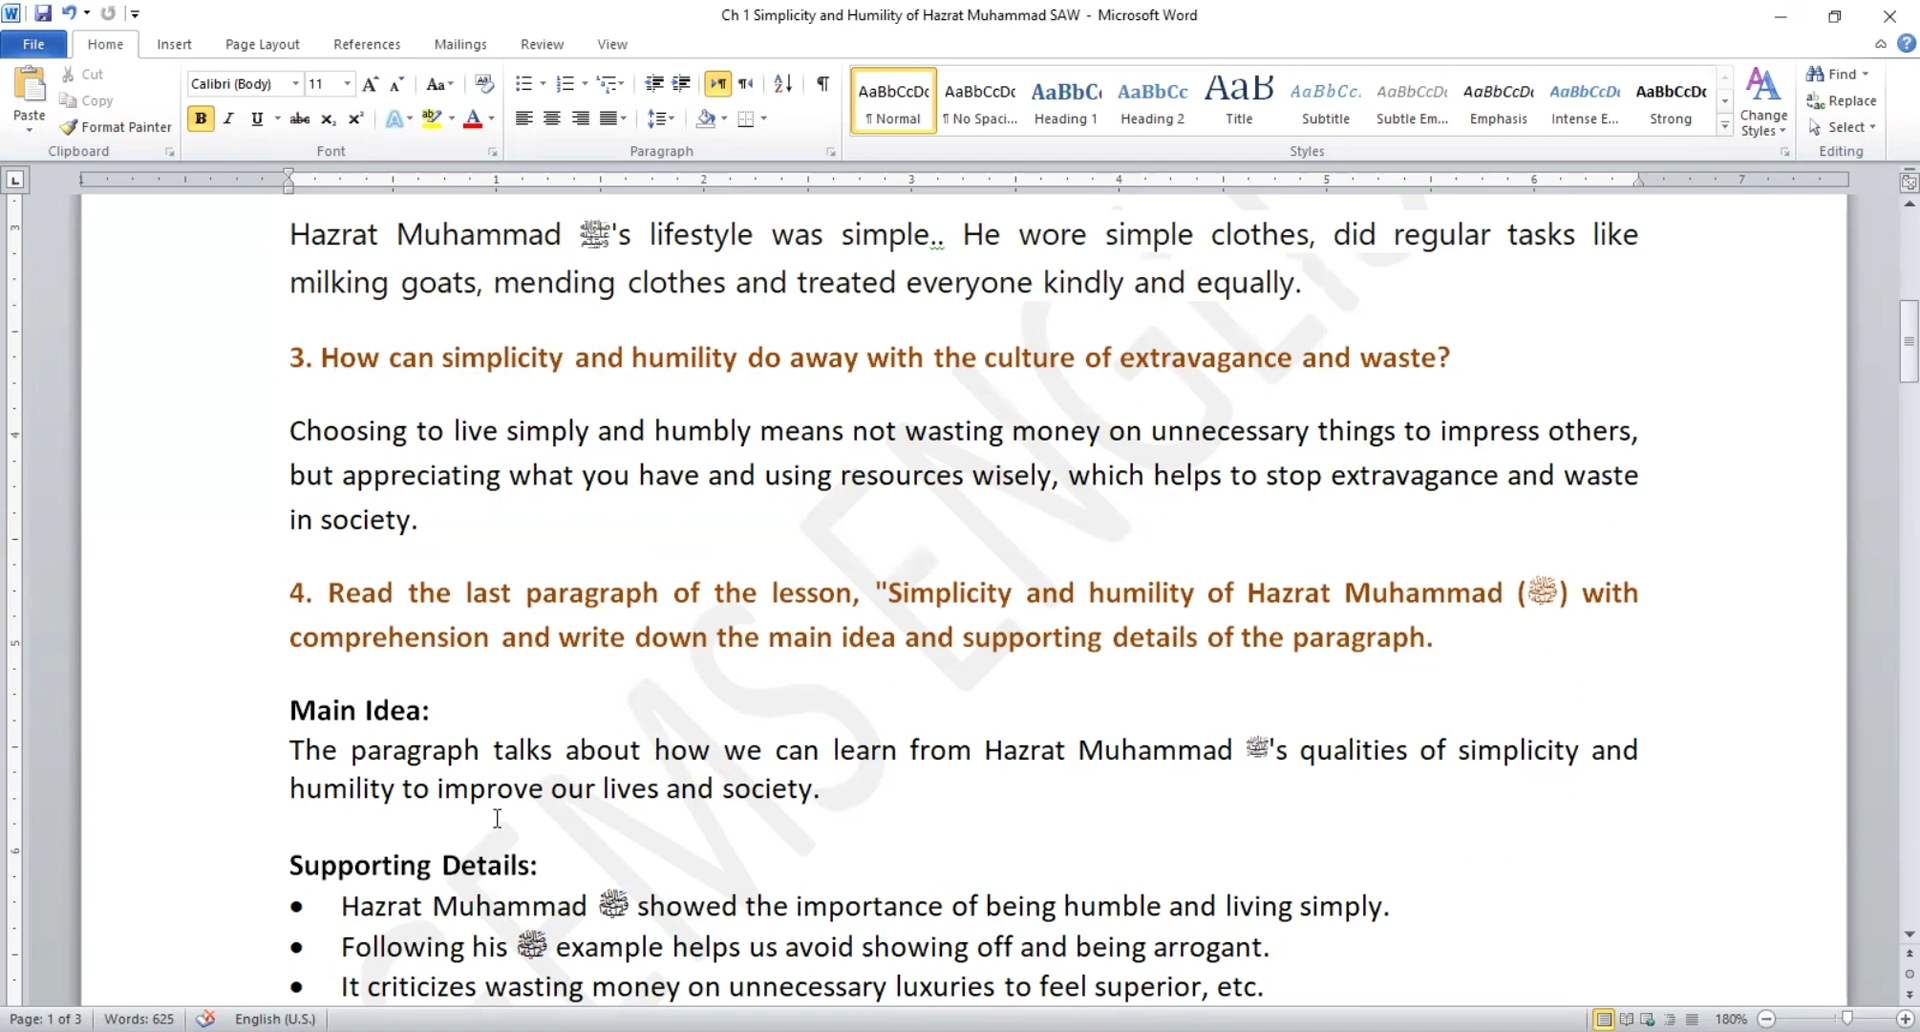 Ch 1 Simplicity and Humility of Hazrat Muhammad SAW - Microsoft Word
File Home Insert Page Layout References Mailings Review View
Cut
Copy
Format Painter
Paste
Clipboard
Calibri (Body) 11
Font
Paragraph
AaBbCcDc AaBbCcDc AaBbCc AaBbCc AaB AaBbCc. AaBbCcDc AaBbCcDc AaBbCcDc AaBbCcDc
¶ Normal ¶ No Spaci... Heading 1 Heading 2 Title Subtitle Subtle Em... Emphasis Intense E... Strong
Styles
Change Styles
Find
Replace
Select
Editing
1 1 2 3 4 5 6 7
Hazrat Muhammad ﷺ's lifestyle was simple.. He wore simple clothes, did regular tasks like
milking goats, mending clothes and treated everyone kindly and equally.
3. How can simplicity and humility do away with the culture of extravagance and waste?
Choosing to live simply and humbly means not wasting money on unnecessary things to impress others,
but appreciating what you have and using resources wisely, which helps to stop extravagance and waste
in society.
4. Read the last paragraph of the lesson, "Simplicity and humility of Hazrat Muhammad (ﷺ) with
comprehension and write down the main idea and supporting details of the paragraph.
Main Idea:
The paragraph talks about how we can learn from Hazrat Muhammad ﷺ's qualities of simplicity and
humility to improve our lives and society.
Supporting Details:
• Hazrat Muhammad ﷺ showed the importance of being humble and living simply.
• Following his ﷺ example helps us avoid showing off and being arrogant.
• It criticizes wasting money on unnecessary luxuries to feel superior, etc.
Page: 1 of 3 Words: 625 English (U.S.) 180%